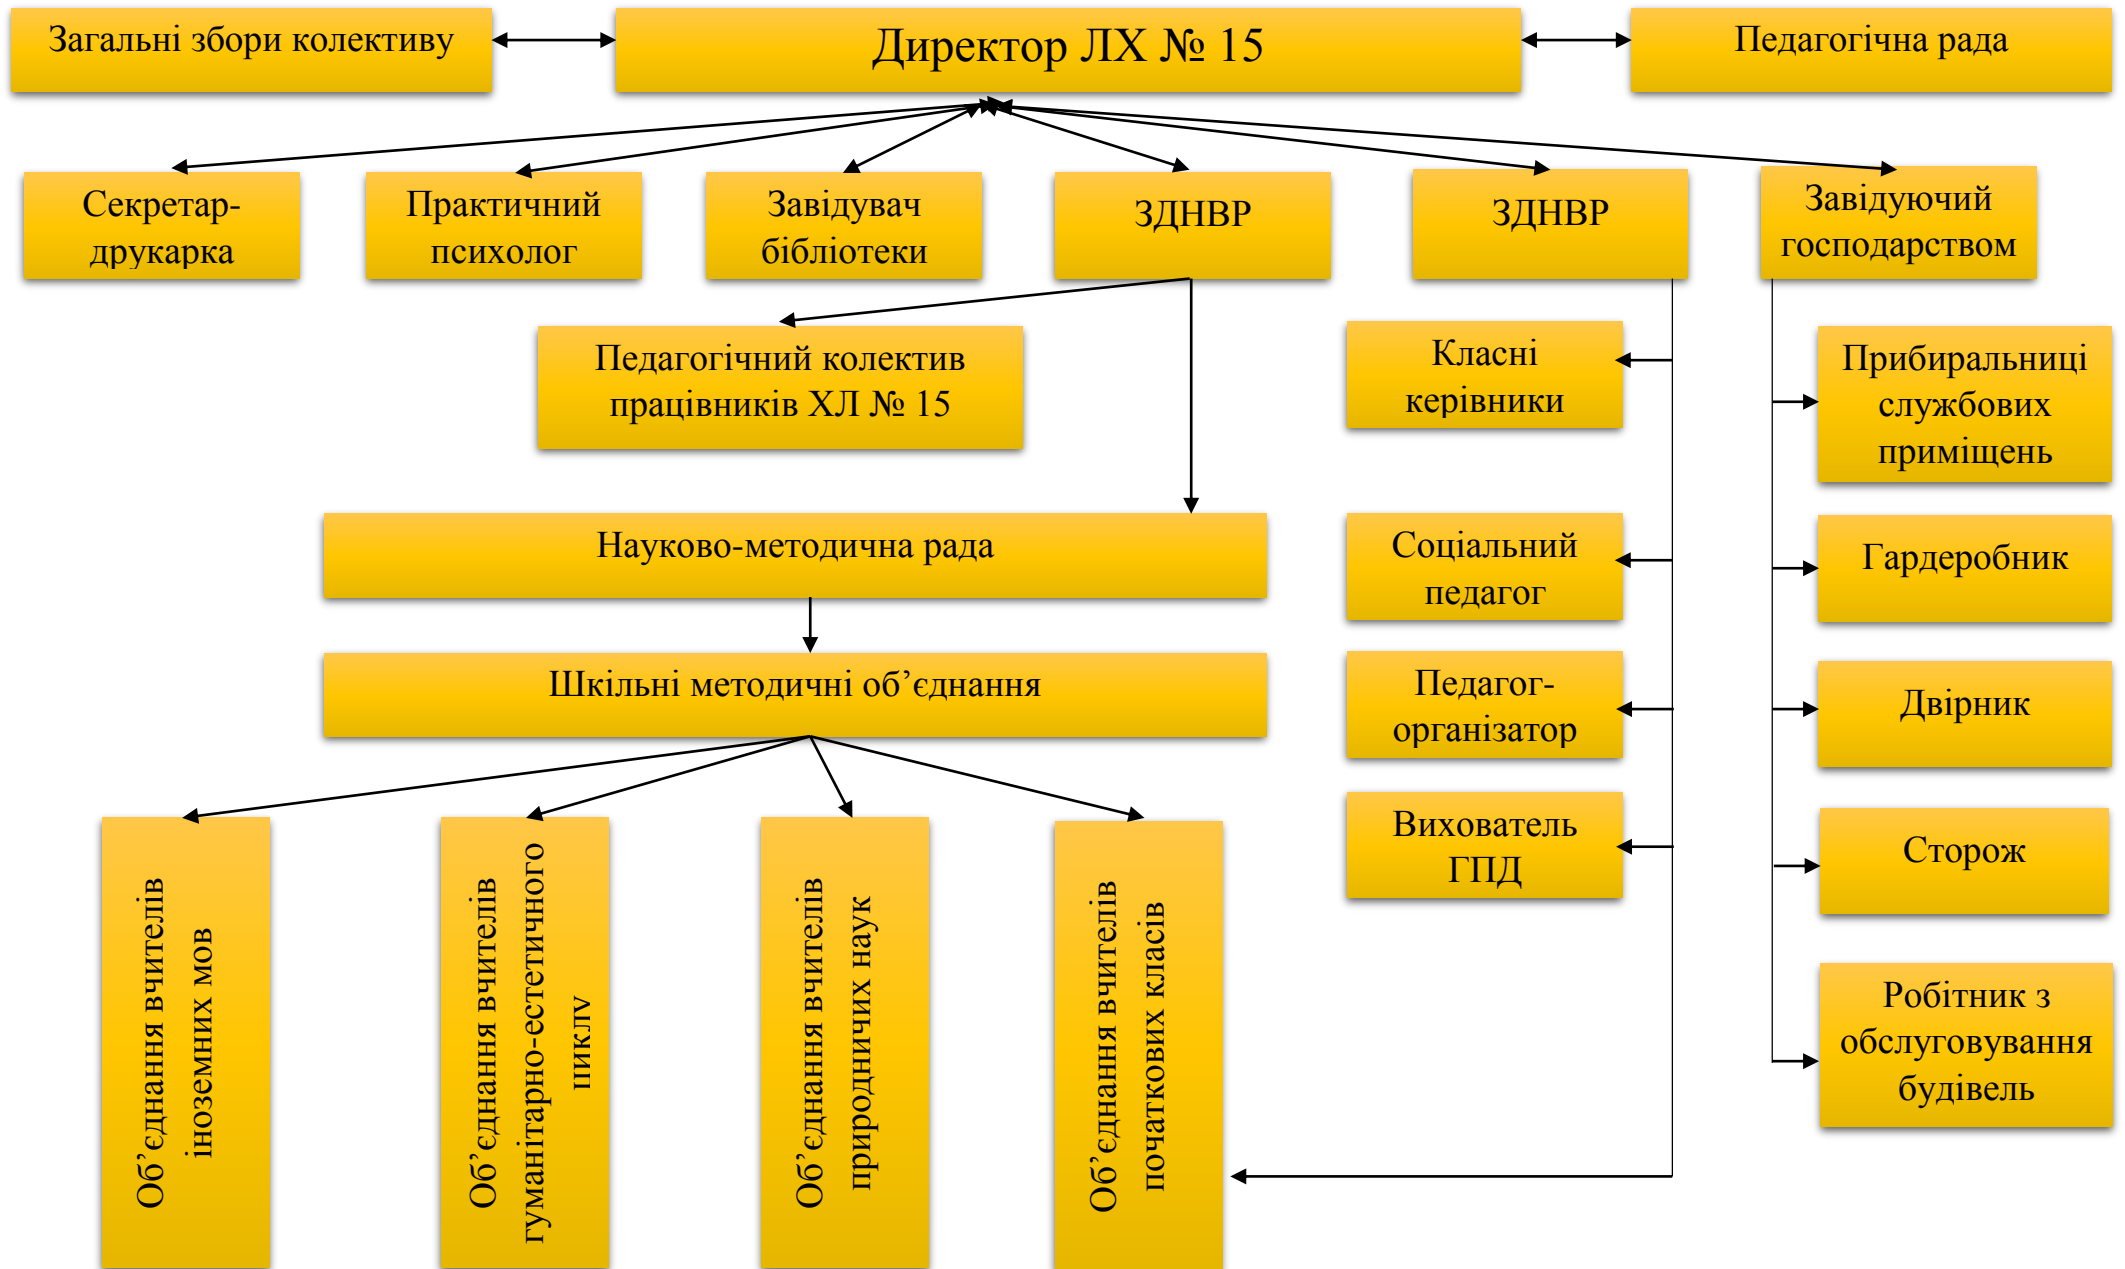 Загальні збори колективу
Директор ЛХ № 15
Педагогічна рада
Секретар-
друкарка
Практичний
психолог
Завідувач
бібліотеки
ЗДНВР
ЗДНВР
Завідуючий
господарством
Педагогічний колектив
працівників ХЛ № 15
Класні
керівники
Прибиральниці
службових
приміщень
Науково-методична рада
Соціальний
педагог
Гардеробник
Шкільні методичні об’єднання
Педагог-
організатор
Двірник
Вихователь
ГПД
Сторож
Робітник з
обслуговування
будівель
Об’єднання вчителів
іноземних мов
Об’єднання вчителів
гуманітарно-естетичного
циклу
Об’єднання вчителів
природничих наук
Об’єднання вчителів
початкових класів